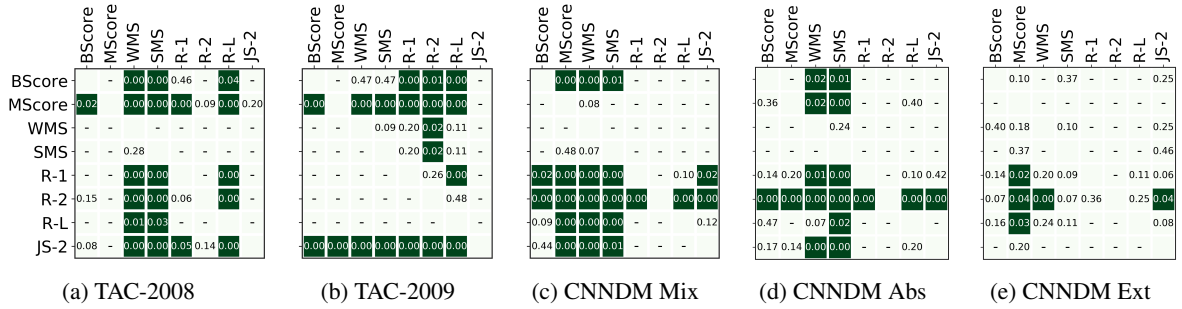 BScore MScore WMS SMS R-1 R-2 R-L JS-2 BScore MScore WMS SMS R-1 R-2 R-L JS-2 BScore MScore WMS SMS R-1 R-2 R-L JS-2 BScore MScore WMS SMS R-1 R-2 R-L JS-2 BScore MScore WMS SMS R-1 R-2 R-L JS-2
BScore - 0.00 0.00 0.46 - 0.04 - - 0.47 0.47 0.00 0.01 0.00 - 0.00 0.00 0.01 - - - - - 0.02 0.01 - - - - 0.10 - 0.37 - - - 0.25
MScore 0.02 0.00 0.00 0.00 0.09 0.00 0.20 0.00 0.00 0.00 0.00 0.00 0.00 - - 0.08 - - - - - 0.36 0.02 0.00 - - 0.40 - - - - - - - -
WMS - - - - - - - - - 0.09 0.20 0.02 0.11 - - - - - - - - - - 0.24 - - - - 0.40 0.18 0.10 - - - 0.25
SMS - - 0.28 - - - - - - - 0.20 0.02 0.11 - - 0.48 0.07 - - - - - - - - - - - - 0.37 - - - - 0.46
R-1 - - 0.00 0.00 - 0.00 - - - - - 0.26 0.00 - 0.02 0.00 0.00 0.00 - 0.10 0.02 0.14 0.20 0.01 0.00 - 0.10 0.42 0.14 0.02 0.20 0.09 - 0.11 0.06
R-2 0.15 - 0.00 0.00 0.06 0.00 - - - - - - 0.48 - 0.00 0.00 0.00 0.00 0.00 0.00 0.00 0.00 0.00 0.00 0.00 0.00 0.00 0.00 0.07 0.04 0.00 0.07 0.36 0.25 0.04
R-L - - 0.01 0.03 - - - - - - - - - - 0.09 0.00 0.00 0.00 - - 0.12 0.47 - 0.07 0.02 - - - 0.16 0.03 0.24 0.11 - - 0.08
JS-2 0.08 - 0.00 0.00 0.05 0.14 0.00 0.00 0.00 0.00 0.00 0.00 0.00 0.00 0.44 0.00 0.00 0.01 - - - 0.17 0.14 0.00 0.00 - - 0.20 - 0.20 - - - - -
(a) TAC-2008 (b) TAC-2009 (c) CNNDM Mix (d) CNNDM Abs (e) CNNDM Ext